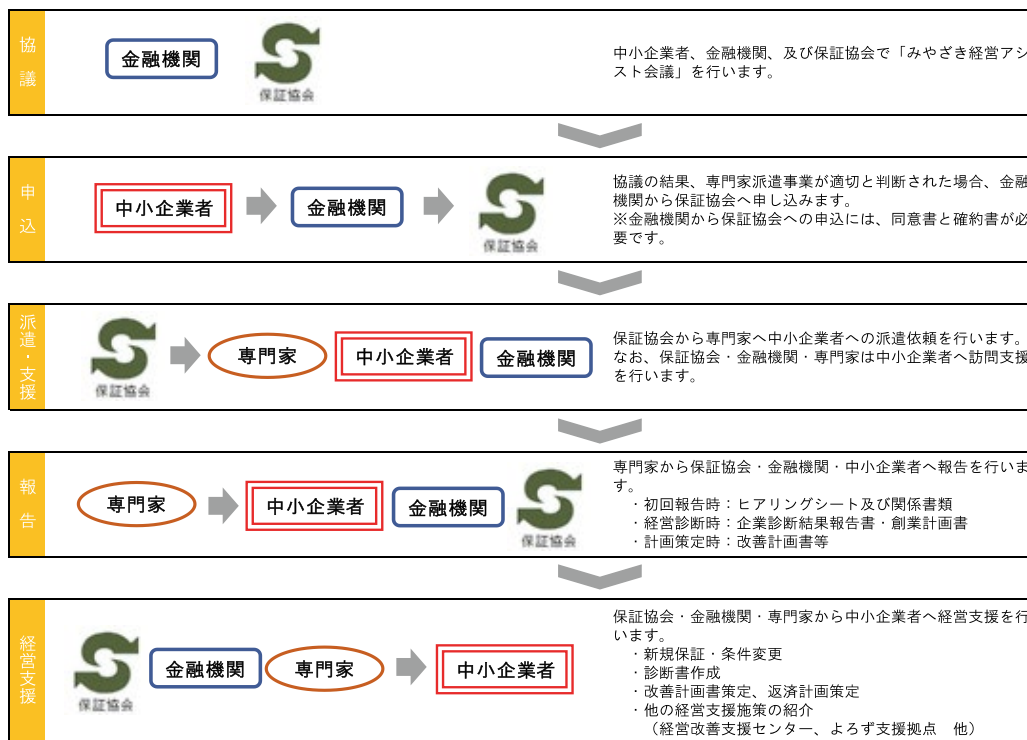 協議
金融機関
保証協会
中小企業者、金融機関、及び保証協会で「みやざき経営アシ
スト会議」を行います。
申込
中小企業者
金融機関
保証協会
協議の結果、専門家派遣事業が適切と判断された場合、金融
機関から保証協会へ申し込みます。
※金融機関から保証協会への申込には、同意書と確約書が必
要です。
派遣・支援
保証協会
専門家
中小企業者
金融機関
保証協会から専門家へ中小企業者への派遣依頼を行います。
なお、保証協会・金融機関・専門家は中小企業者へ訪問支援
を行います。
報告
専門家
中小企業者
金融機関
保証協会
専門家から保証協会・金融機関・中小企業者へ報告を行いま
す。
・初回報告時：ヒアリングシート及び関係書類
・経営診断時：企業診断結果報告書・創業計画書
・計画策定時：改善計画書等
経営支援
保証協会
金融機関
専門家
中小企業者
保証協会・金融機関・専門家から中小企業者へ経営支援を行
います。
・新規保証・条件変更
・診断書作成
・改善計画書策定、返済計画策定
・他の経営支援施策の紹介
（経営改善支援センター、よろず支援拠点　他）